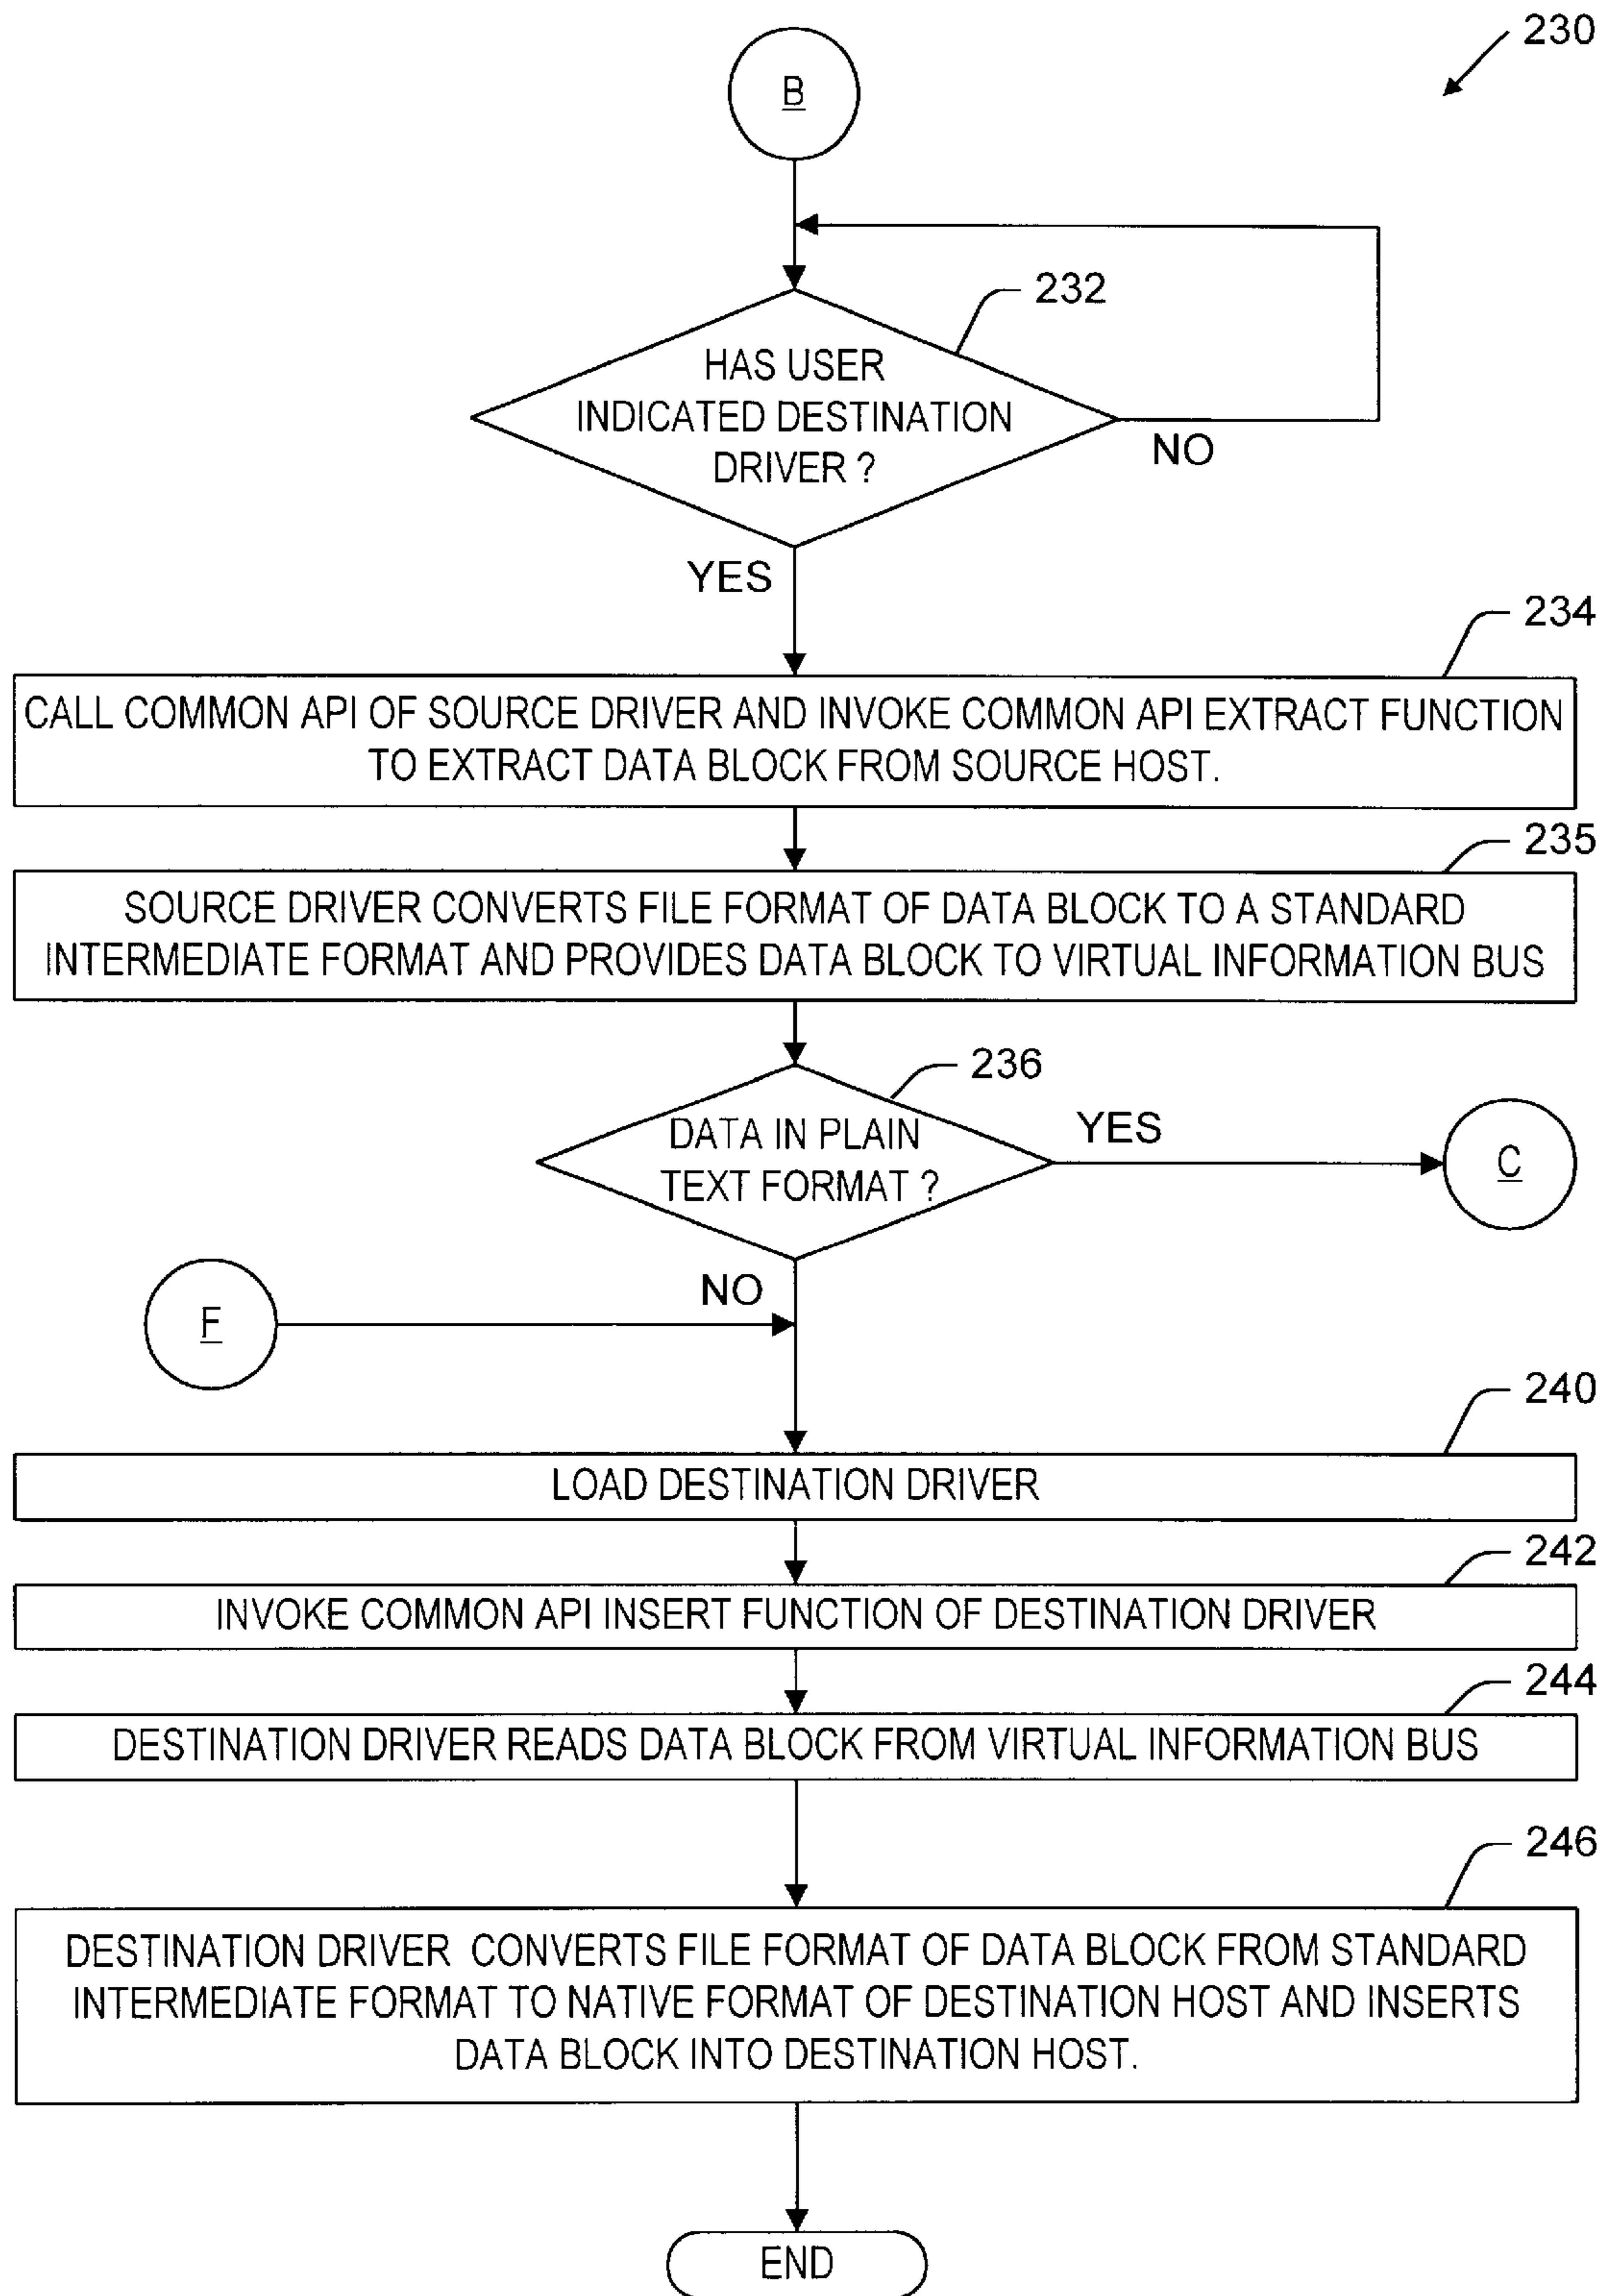 230
B
232
HAS USER
INDICATED DESTINATION
DRIVER ?
NO
YES
234
CALL COMMON API OF SOURCE DRIVER AND INVOKE COMMON API EXTRACT FUNCTION
TO EXTRACT DATA BLOCK FROM SOURCE HOST.
235
SOURCE DRIVER CONVERTS FILE FORMAT OF DATA BLOCK TO A STANDARD
INTERMEDIATE FORMAT AND PROVIDES DATA BLOCK TO VIRTUAL INFORMATION BUS
236
DATA IN PLAIN
TEXT FORMAT ?
YES
C
NO
F
240
LOAD DESTINATION DRIVER
242
INVOKE COMMON API INSERT FUNCTION OF DESTINATION DRIVER
244
DESTINATION DRIVER READS DATA BLOCK FROM VIRTUAL INFORMATION BUS
246
DESTINATION DRIVER CONVERTS FILE FORMAT OF DATA BLOCK FROM STANDARD
INTERMEDIATE FORMAT TO NATIVE FORMAT OF DESTINATION HOST AND INSERTS
DATA BLOCK INTO DESTINATION HOST.
END